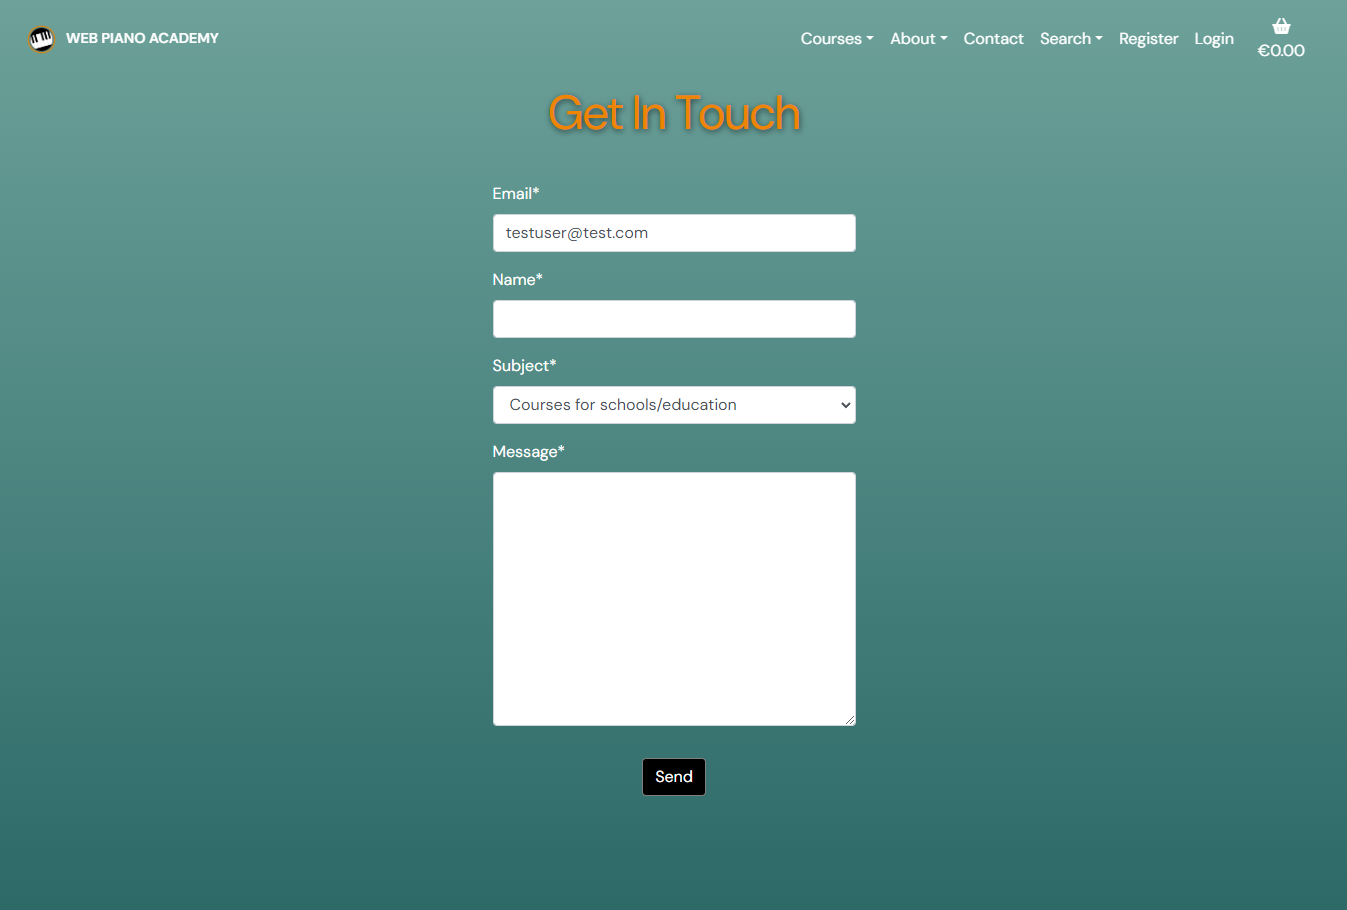 WEB PIANO ACADEMY
Courses About Contact Search Register Login €0.00
Get In Touch
Email*
testuser@test.com
Name*
Subject*
Courses for schools/education
Message*
Send